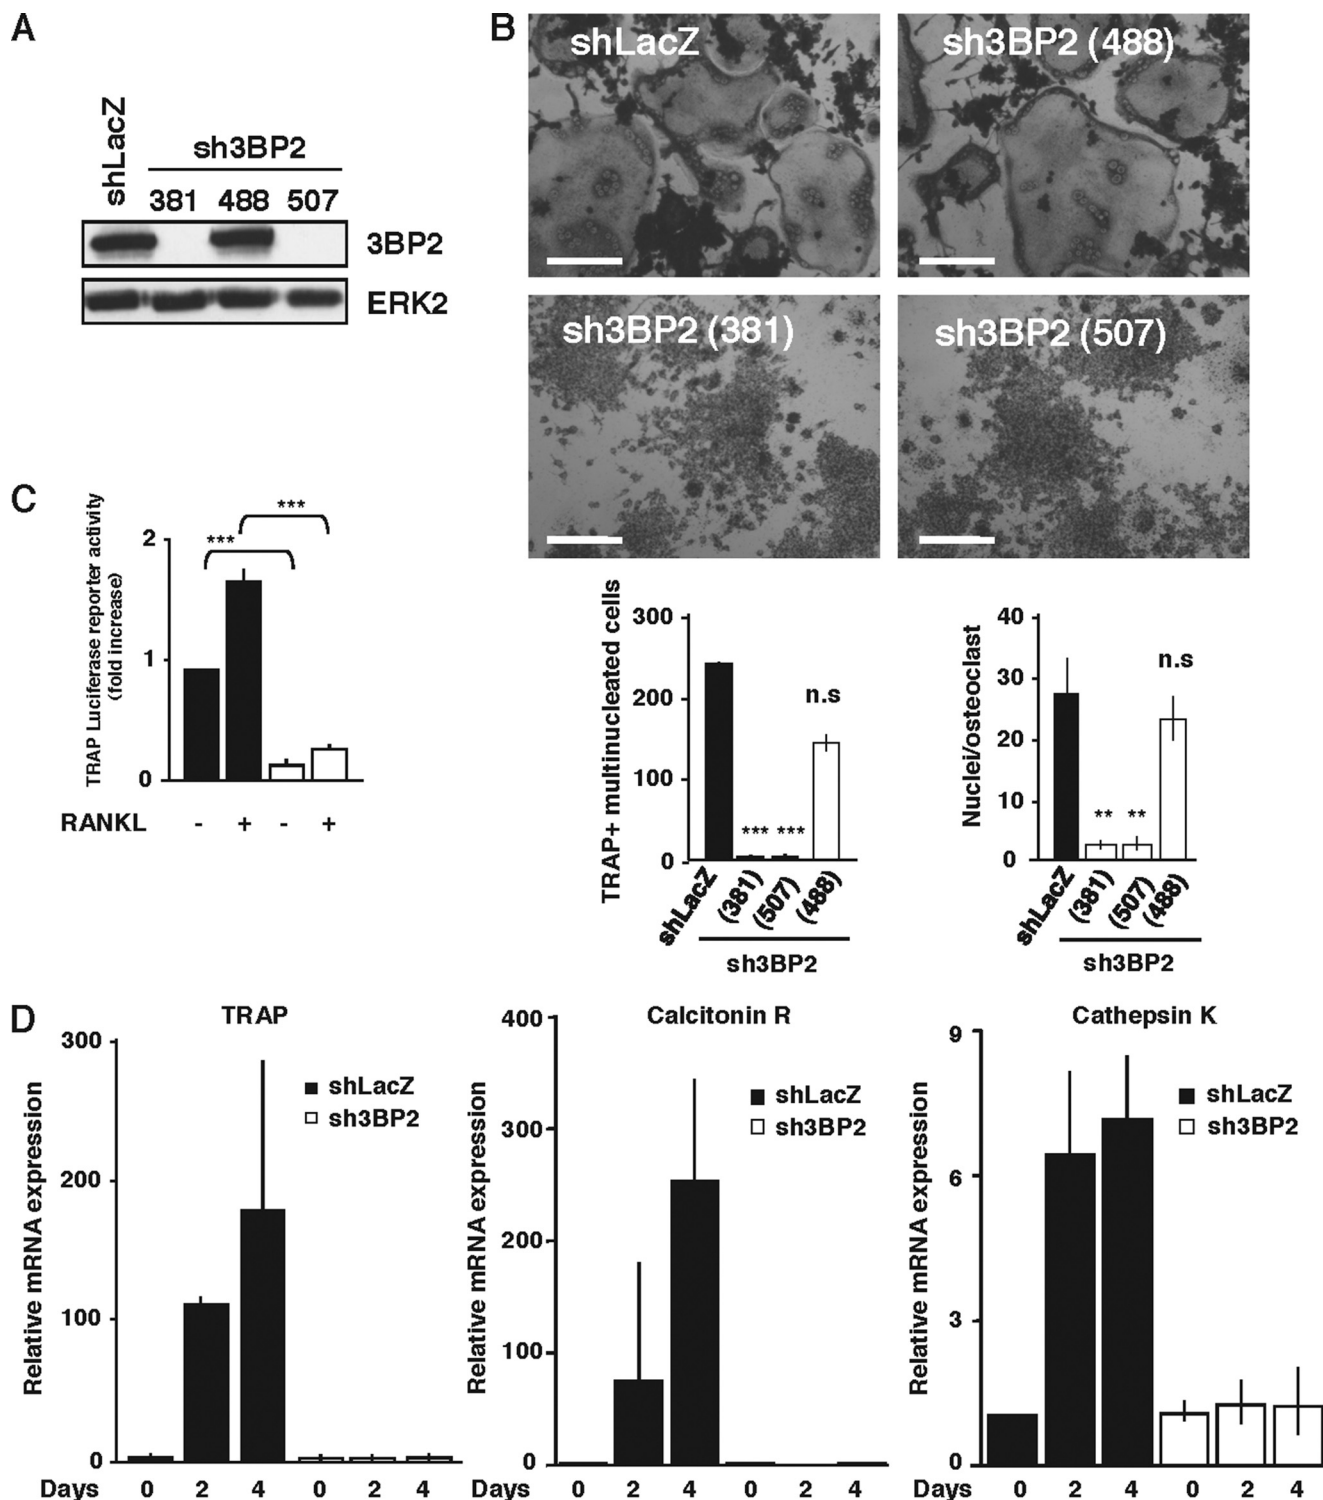 A
shLacZ
sh3BP2
381 488 507
3BP2
ERK2
B
shLacZ
sh3BP2 (488)
sh3BP2 (381)
sh3BP2 (507)
TRAP+ multinucleated cells
300
200
100
0
n.s
*** ***
shLacZ
(381)
(507)
(488)
sh3BP2
Nuclei/osteoclast
40
30
20
10
0
n.s
** **
shLacZ
(381)
(507)
(488)
sh3BP2
C
TRAP Luciferase reporter activity
(fold increase)
2
1
0
***
***
RANKL - + - +
D
TRAP
Relative mRNA expression
300
200
100
0
shLacZ
sh3BP2
Days 0 2 4 0 2 4
Calcitonin R
Relative mRNA expression
400
300
200
100
0
shLacZ
sh3BP2
Days 0 2 4 0 2 4
Cathepsin K
Relative mRNA expression
9
6
3
0
shLacZ
sh3BP2
Days 0 2 4 0 2 4